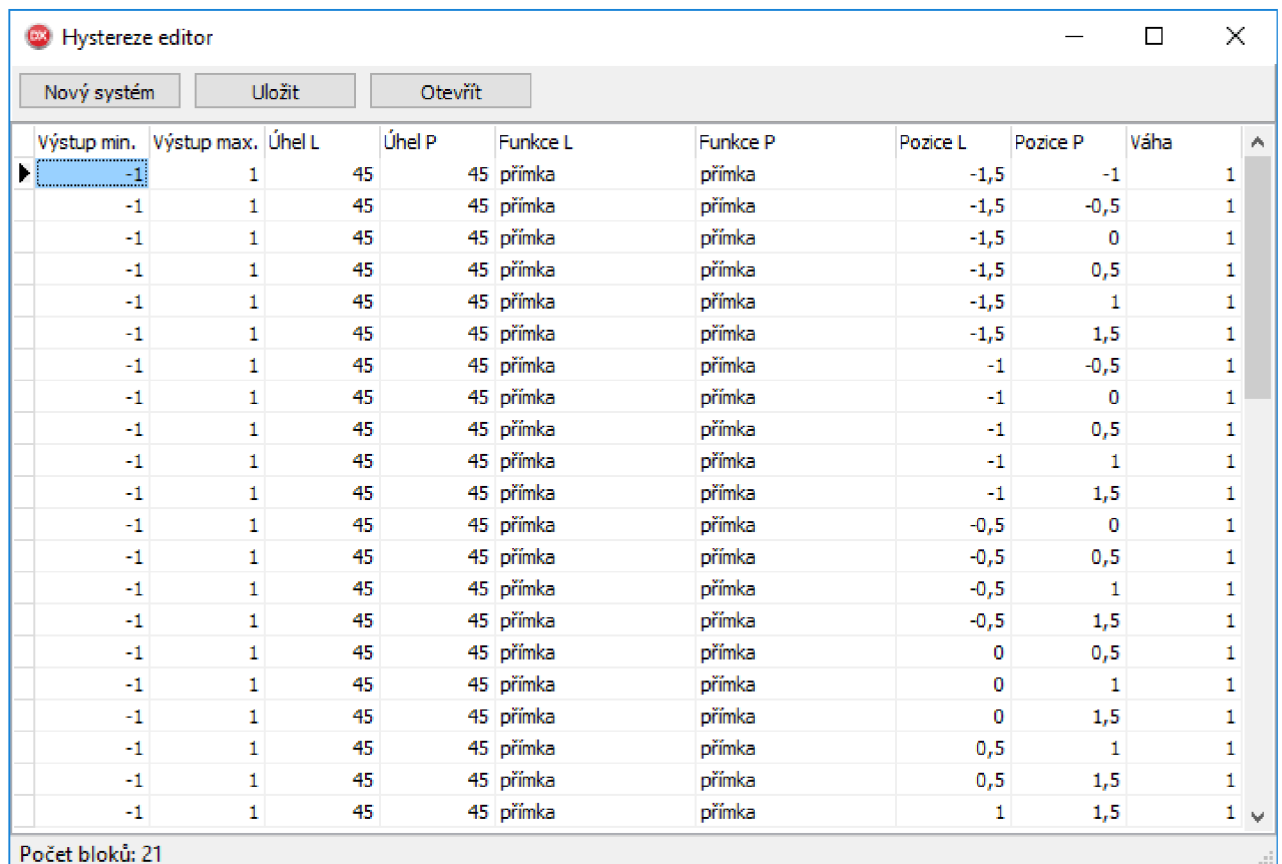 DX Hystereze editor
Nový systém Uložit Otevřít
Výstup min. Výstup max. Úhel L Úhel P Funkce L Funkce P Pozice L Pozice P Váha
-1 1 45 45 přímka přímka -1,5 -1 1
-1 1 45 45 přímka přímka -1,5 -0,5 1
-1 1 45 45 přímka přímka -1,5 0 1
-1 1 45 45 přímka přímka -1,5 0,5 1
-1 1 45 45 přímka přímka -1,5 1 1
-1 1 45 45 přímka přímka -1,5 1,5 1
-1 1 45 45 přímka přímka -1 -0,5 1
-1 1 45 45 přímka přímka -1 0 1
-1 1 45 45 přímka přímka -1 0,5 1
-1 1 45 45 přímka přímka -1 1 1
-1 1 45 45 přímka přímka -1 1,5 1
-1 1 45 45 přímka přímka -0,5 0 1
-1 1 45 45 přímka přímka -0,5 0,5 1
-1 1 45 45 přímka přímka -0,5 1 1
-1 1 45 45 přímka přímka -0,5 1,5 1
-1 1 45 45 přímka přímka 0 0,5 1
-1 1 45 45 přímka přímka 0 1 1
-1 1 45 45 přímka přímka 0 1,5 1
-1 1 45 45 přímka přímka 0,5 1 1
-1 1 45 45 přímka přímka 0,5 1,5 1
-1 1 45 45 přímka přímka 1 1,5 1
Počet bloků: 21